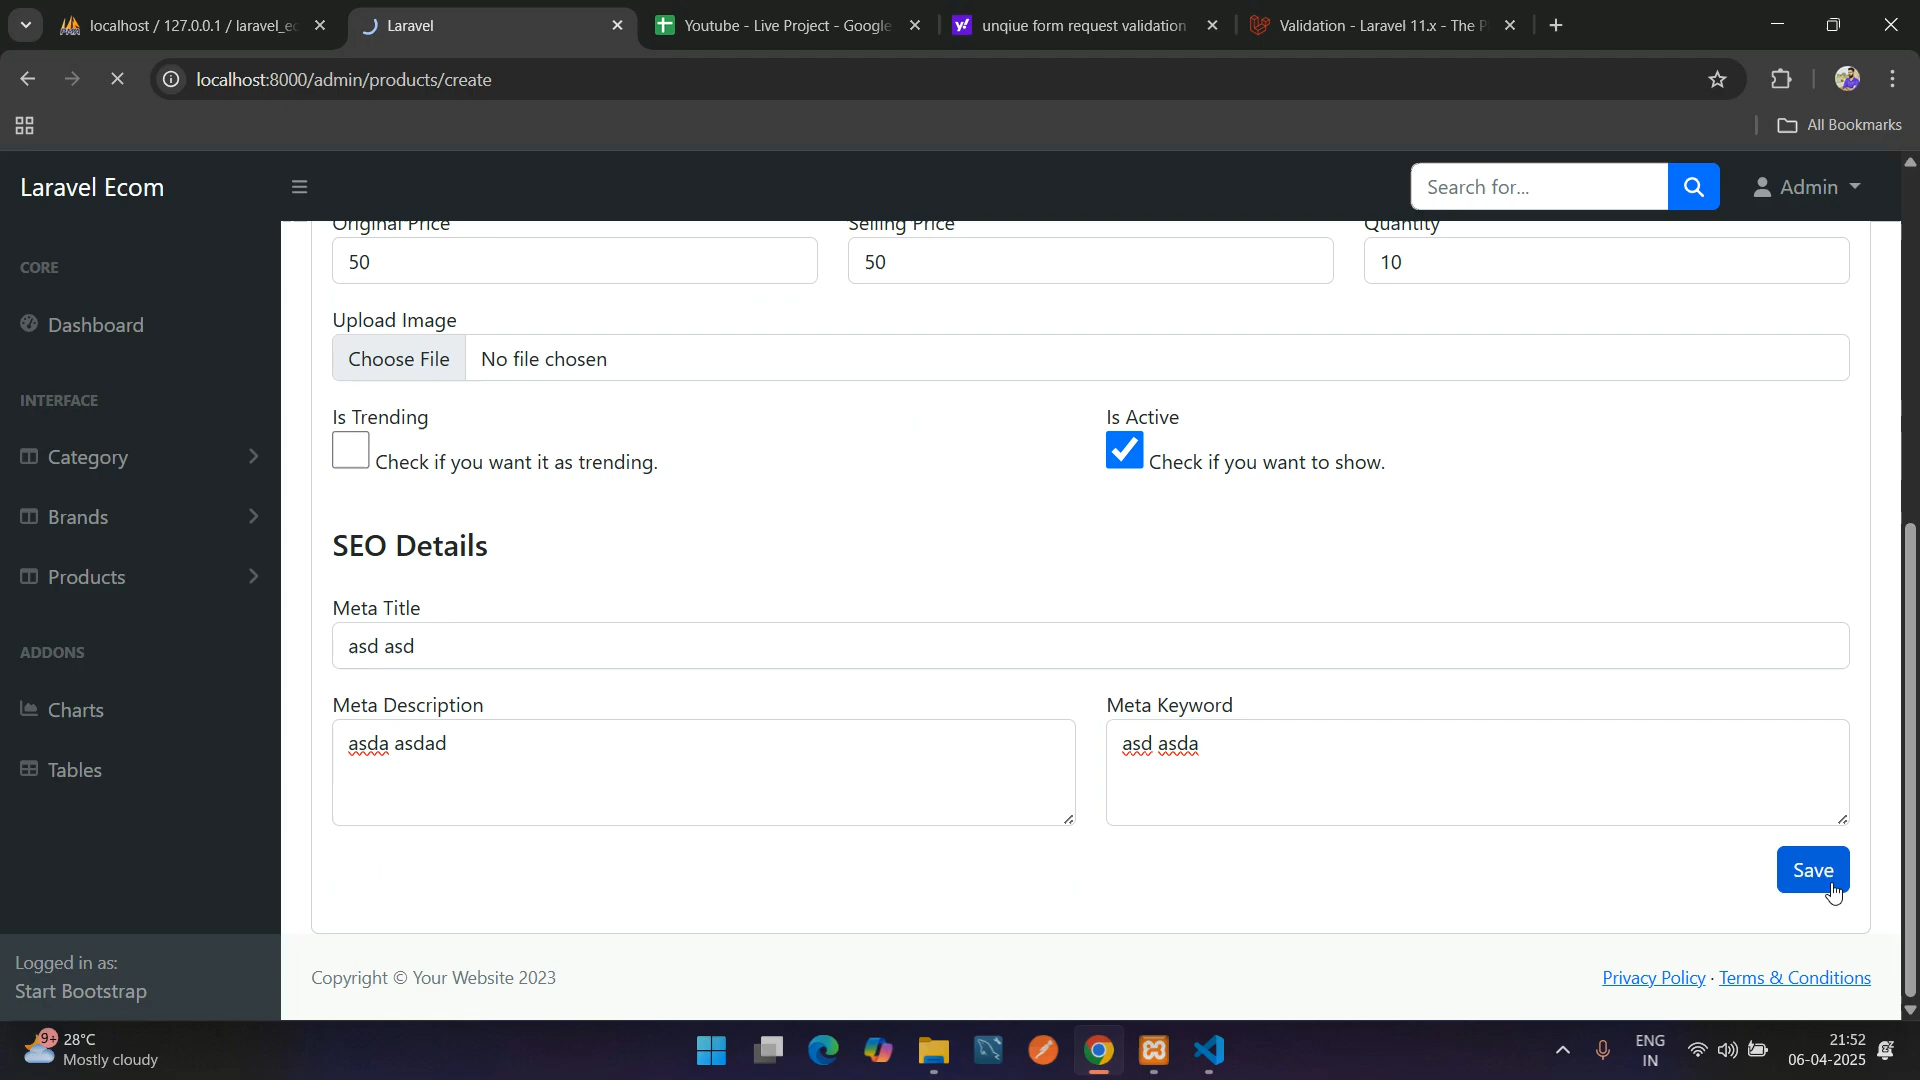 localhost / 127.0.0.1 / laravel_ec
Laravel
Youtube - Live Project - Google
unqiue form request validation
Validation - Laravel 11.x - The P
localhost:8000/admin/products/create
All Bookmarks
Laravel Ecom
Search for...
Admin
CORE
Dashboard
INTERFACE
Category
Brands
Products
ADDONS
Charts
Tables
Logged in as:
Start Bootstrap
Original Price
Selling Price
Quantity
50
50
10
Upload Image
Choose File
No file chosen
Is Trending
Is Active
Check if you want it as trending.
Check if you want to show.
SEO Details
Meta Title
asd asd
Meta Description
Meta Keyword
asda asdad
asd asda
Save
Copyright © Your Website 2023
Privacy Policy · Terms & Conditions
9+
28°C
Mostly cloudy
ENG
IN
21:52
06-04-2025